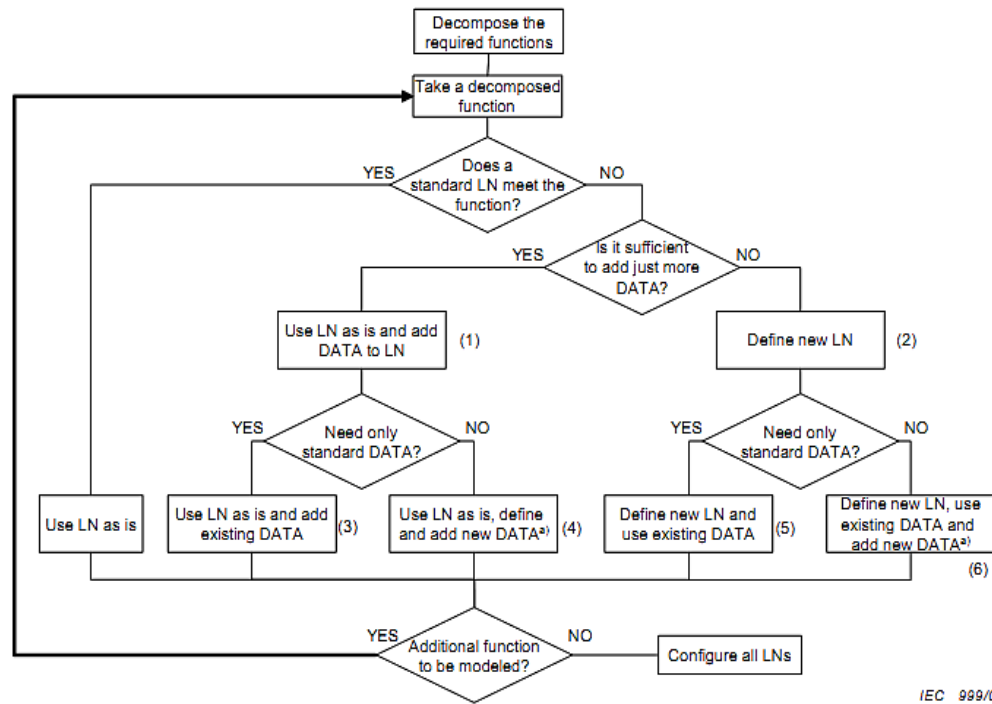 Decompose the
required functions
Take a decomposed
function
YES
Does a
standard LN meet the
function?
NO
YES
Is it sufficient
to add just more
DATA?
NO
Use LN as is and add
DATA to LN
(1)
Define new LN
(2)
YES
Need only
standard DATA?
NO
YES
Need only
standard DATA?
NO
Use LN as is
Use LN as is and add
existing DATA
(3)
Use LN as is, define
and add new DATAa)
(4)
Define new LN and
use existing DATA
(5)
Define new LN, use
existing DATA and
add new DATAa)
(6)
YES
Additional function
to be modeled?
NO
Configure all LNs
IEC 999/0